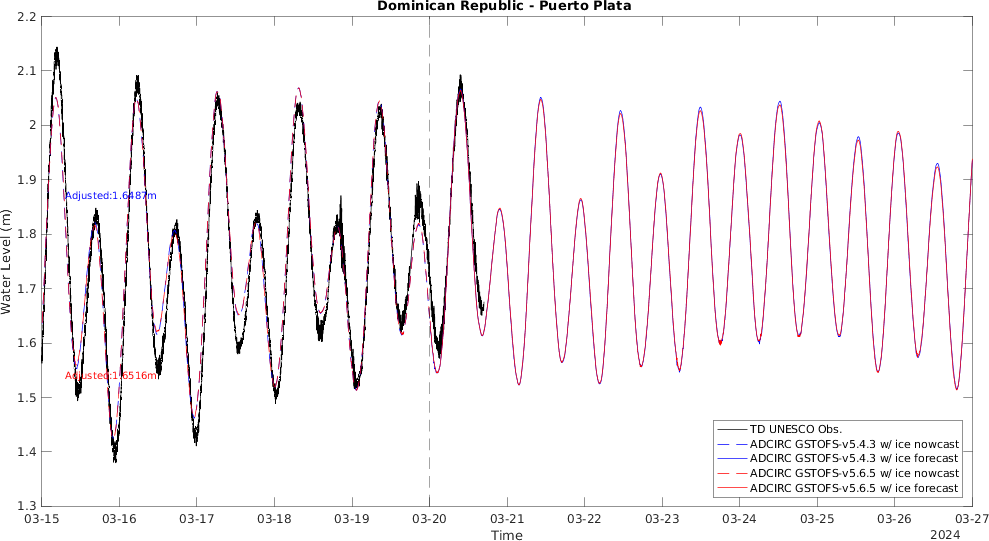 Dominican Republic - Puerto Plata
Water Level (m)
2.2
2.1
2
1.9
1.8
1.7
1.6
1.5
1.4
1.3
Adjusted:1.6487m
Adjusted:1.6516m
TD UNESCO Obs.
ADCIRC GSTOFS-v5.4.3 w/ ice nowcast
ADCIRC GSTOFS-v5.4.3 w/ ice forecast
ADCIRC GSTOFS-v5.6.5 w/ ice nowcast
ADCIRC GSTOFS-v5.6.5 w/ ice forecast
03-15 03-16 03-17 03-18 03-19 03-20 03-21 03-22 03-23 03-24 03-25 03-26 03-27
Time
2024